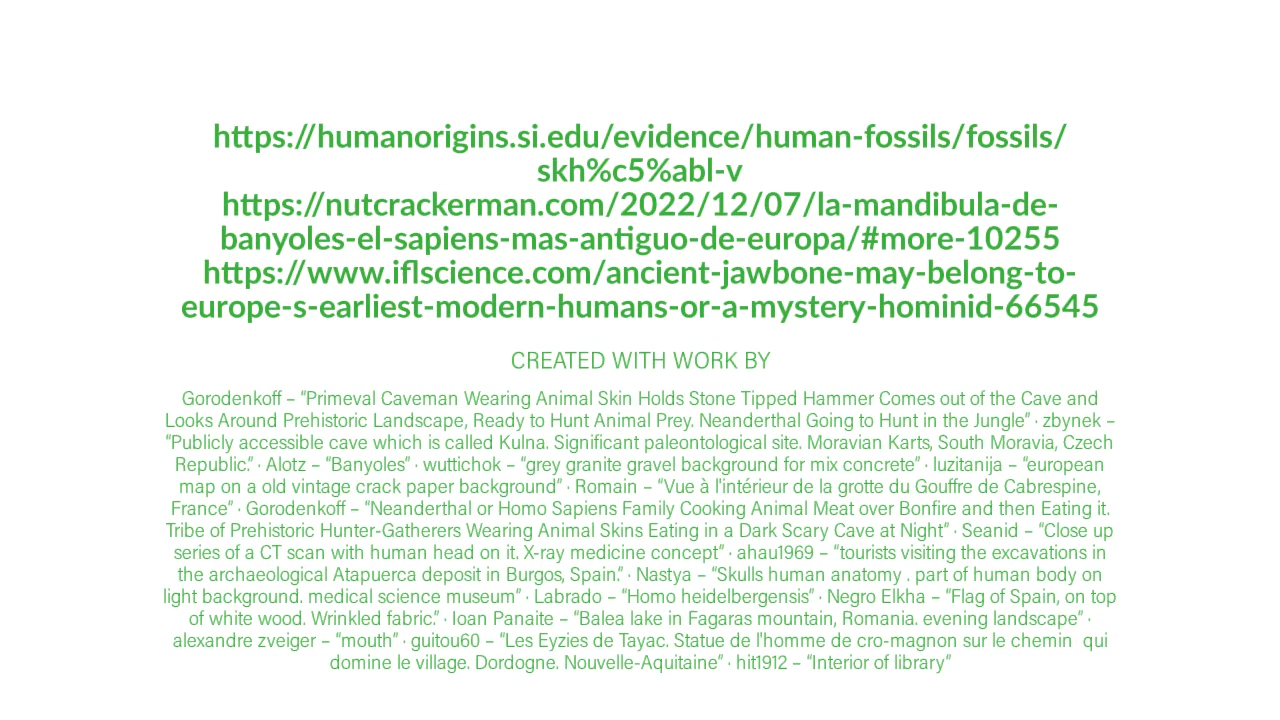 https://humanorigins.si.edu/evidence/human-fossils/fossils/
skh%c5%abl-v
https://nutcrackerman.com/2022/12/07/la-mandibula-de-
banyoles-el-sapiens-mas-antiguo-de-europa/#more-10255
https://www.iflscience.com/ancient-jawbone-may-belong-to-
europe-s-earliest-modern-humans-or-a-mystery-hominid-66545
CREATED WITH WORK BY
Gorodenkoff – “Primeval Caveman Wearing Animal Skin Holds Stone Tipped Hammer Comes out of the Cave and
Looks Around Prehistoric Landscape, Ready to Hunt Animal Prey. Neanderthal Going to Hunt in the Jungle” · zbynek –
“Publicly accessible cave which is called Kulna. Significant paleontological site. Moravian Karts, South Moravia, Czech
Republic.” · Alotz – “Banyoles” · wuttichok – “grey granite gravel background for mix concrete” · luzitanija – “european
map on a old vintage crack paper background” · Romain – “Vue à l'intérieur de la grotte du Gouffre de Cabrespine,
France” · Gorodenkoff – “Neanderthal or Homo Sapiens Family Cooking Animal Meat over Bonfire and then Eating it.
Tribe of Prehistoric Hunter-Gatherers Wearing Animal Skins Eating in a Dark Scary Cave at Night” · Seanid – “Close up
series of a CT scan with human head on it. X-ray medicine concept” · ahau1969 – “tourists visiting the excavations in
the archaeological Atapuerca deposit in Burgos, Spain.” · Nastya – “Skulls human anatomy . part of human body on
light background. medical science museum” · Labrado – “Homo heidelbergensis” · Negro Elkha – “Flag of Spain, on top
of white wood. Wrinkled fabric.” · Ioan Panaite – “Balea lake in Fagaras mountain, Romania. evening landscape” ·
alexandre zveiger – “mouth” · guitou60 – “Les Eyzies de Tayac. Statue de l'homme de cro-magnon sur le chemin  qui
domine le village. Dordogne. Nouvelle-Aquitaine” · hit1912 – “Interior of library”